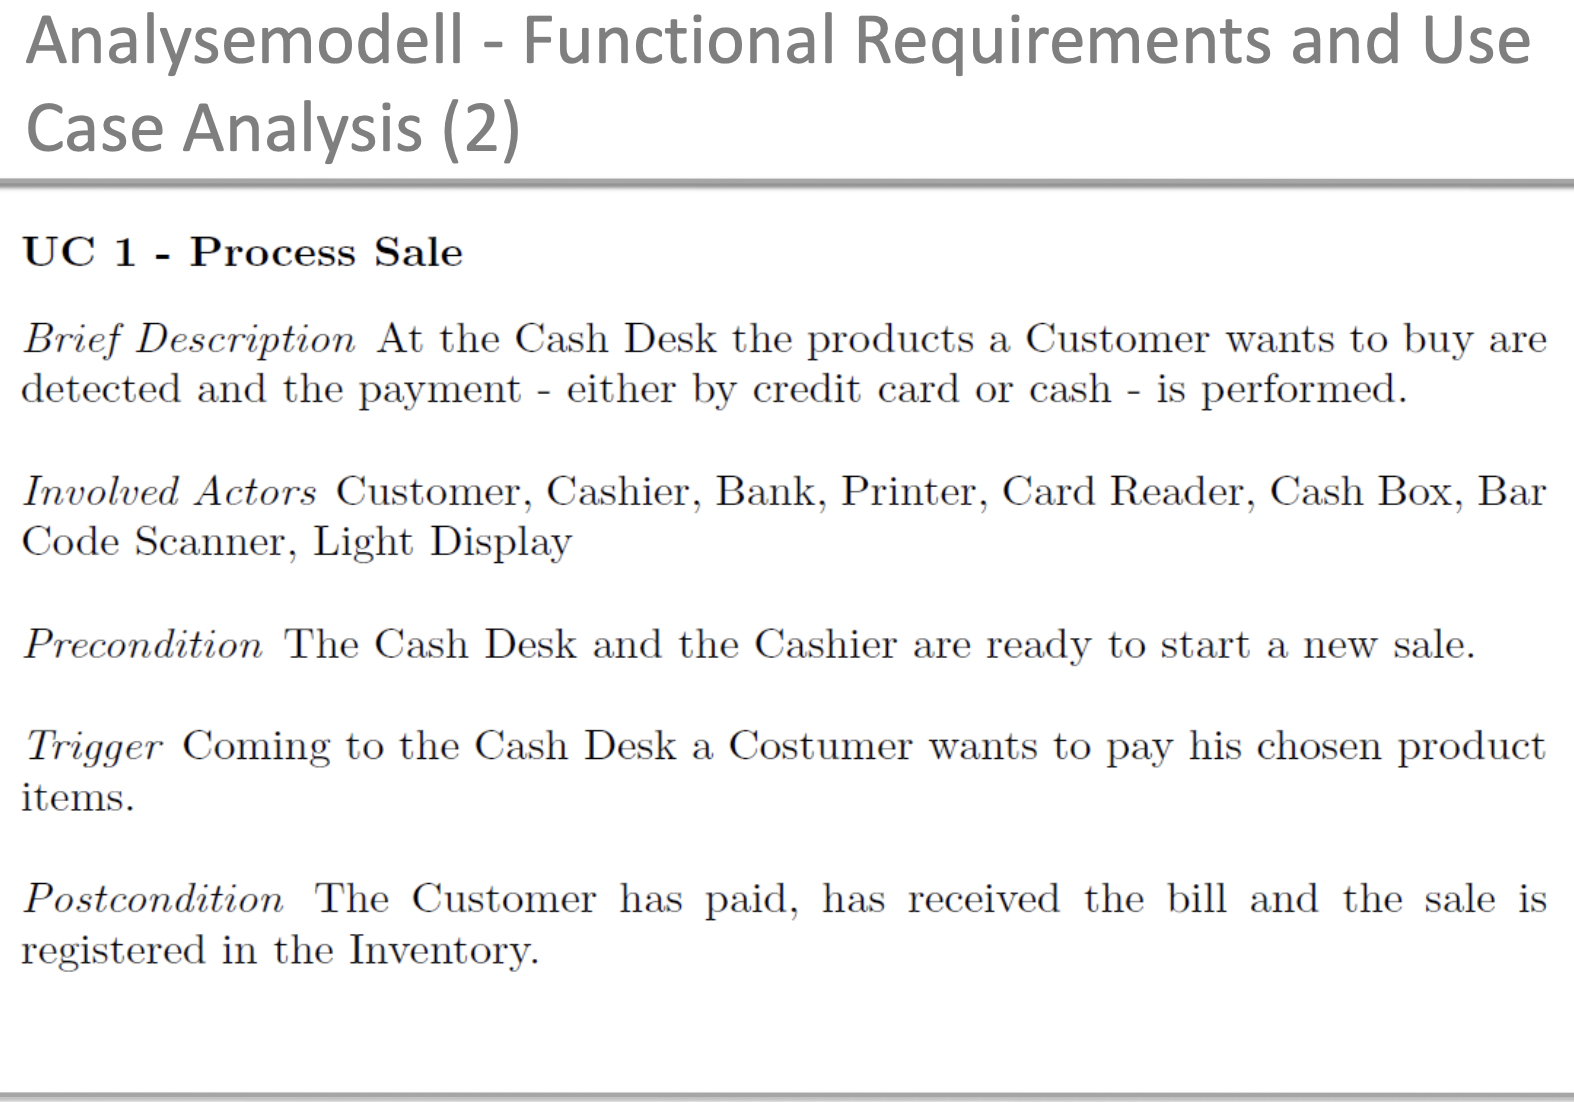 Analysemodell - Functional Requirements and Use
Case Analysis (2)
UC 1 - Process Sale
Brief Description At the Cash Desk the products a Customer wants to buy are
detected and the payment - either by credit card or cash - is performed.
Involved Actors Customer, Cashier, Bank, Printer, Card Reader, Cash Box, Bar
Code Scanner, Light Display
Precondition The Cash Desk and the Cashier are ready to start a new sale.
Trigger Coming to the Cash Desk a Costumer wants to pay his chosen product
items.
Postcondition The Customer has paid, has received the bill and the sale is
registered in the Inventory.